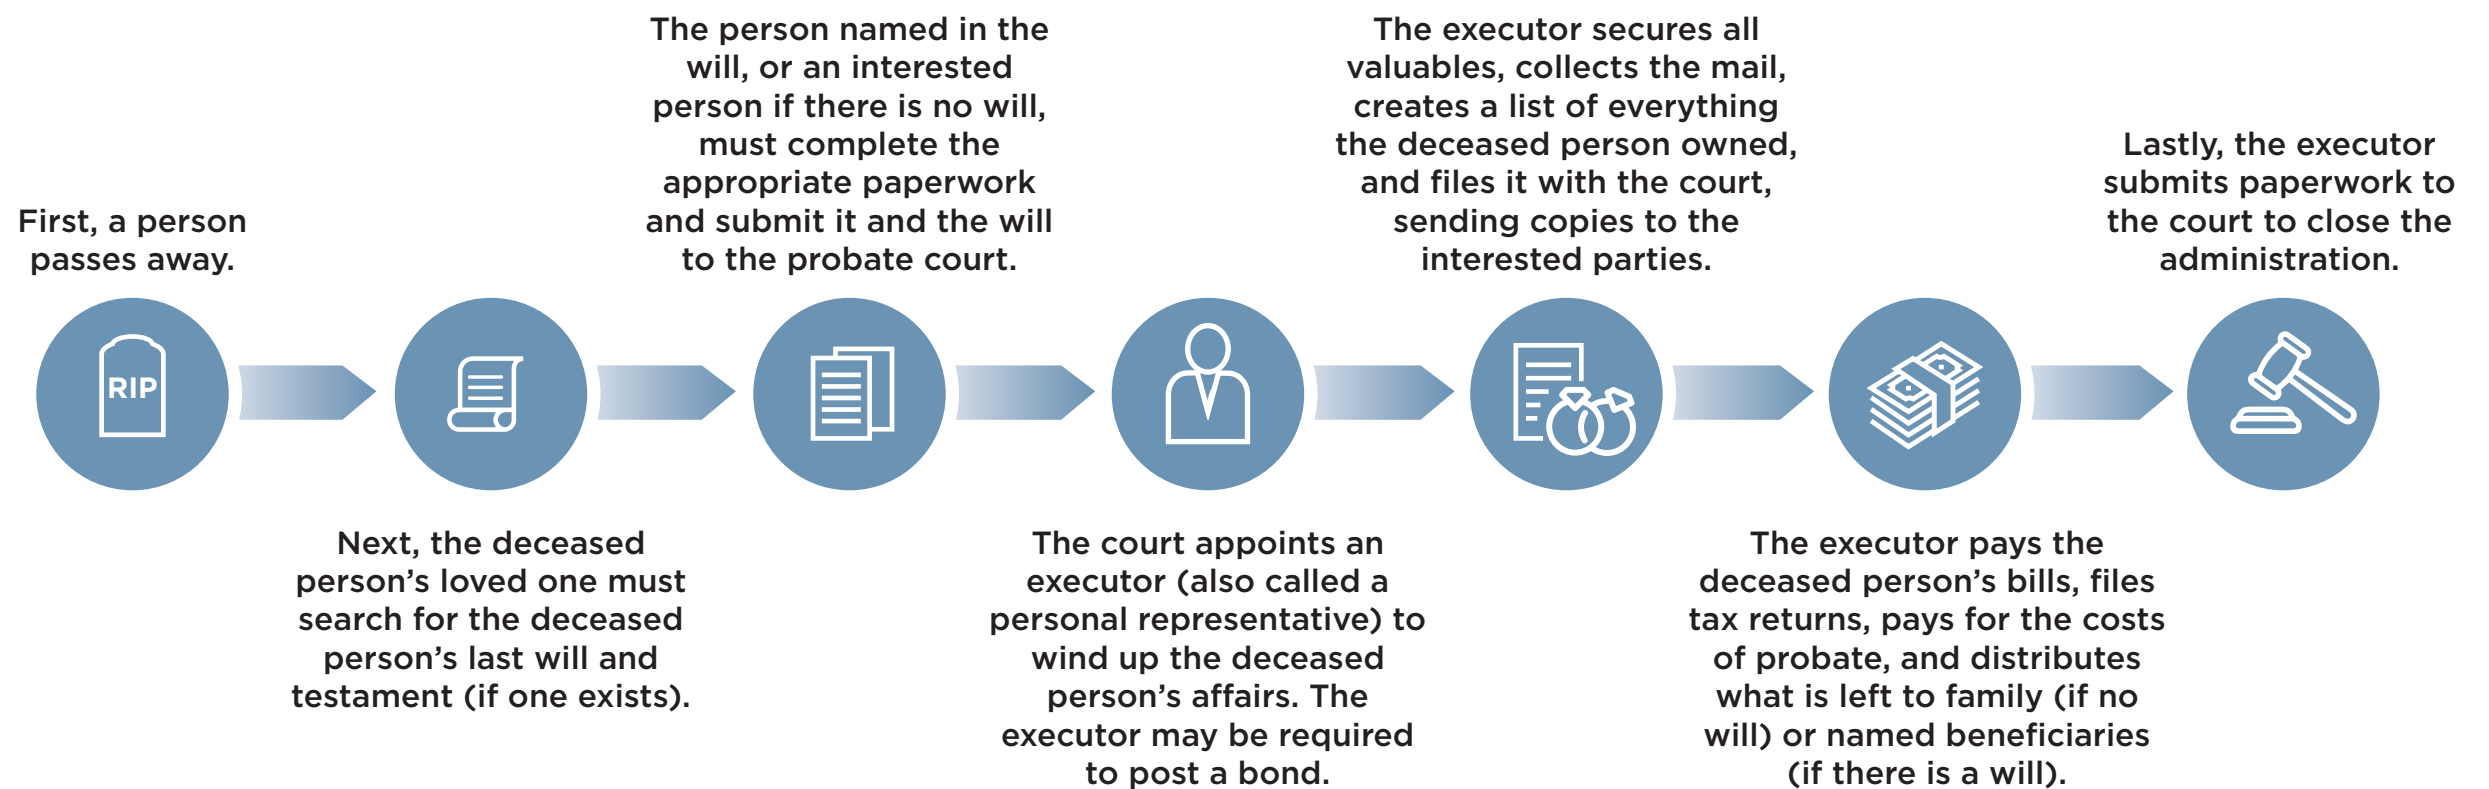 First, a person
passes away.
RIP
Next, the deceased
person’s loved one must
search for the deceased
person’s last will and
testament (if one exists).
The person named in the
will, or an interested
person if there is no will,
must complete the
appropriate paperwork
and submit it and the will
to the probate court.
The court appoints an
executor (also called a
personal representative) to
wind up the deceased
person’s affairs. The
executor may be required
to post a bond.
The executor secures all
valuables, collects the mail,
creates a list of everything
the deceased person owned,
and files it with the court,
sending copies to the
interested parties.
The executor pays the
deceased person’s bills, files
tax returns, pays for the costs
of probate, and distributes
what is left to family (if no
will) or named beneficiaries
(if there is a will).
Lastly, the executor
submits paperwork to
the court to close the
administration.